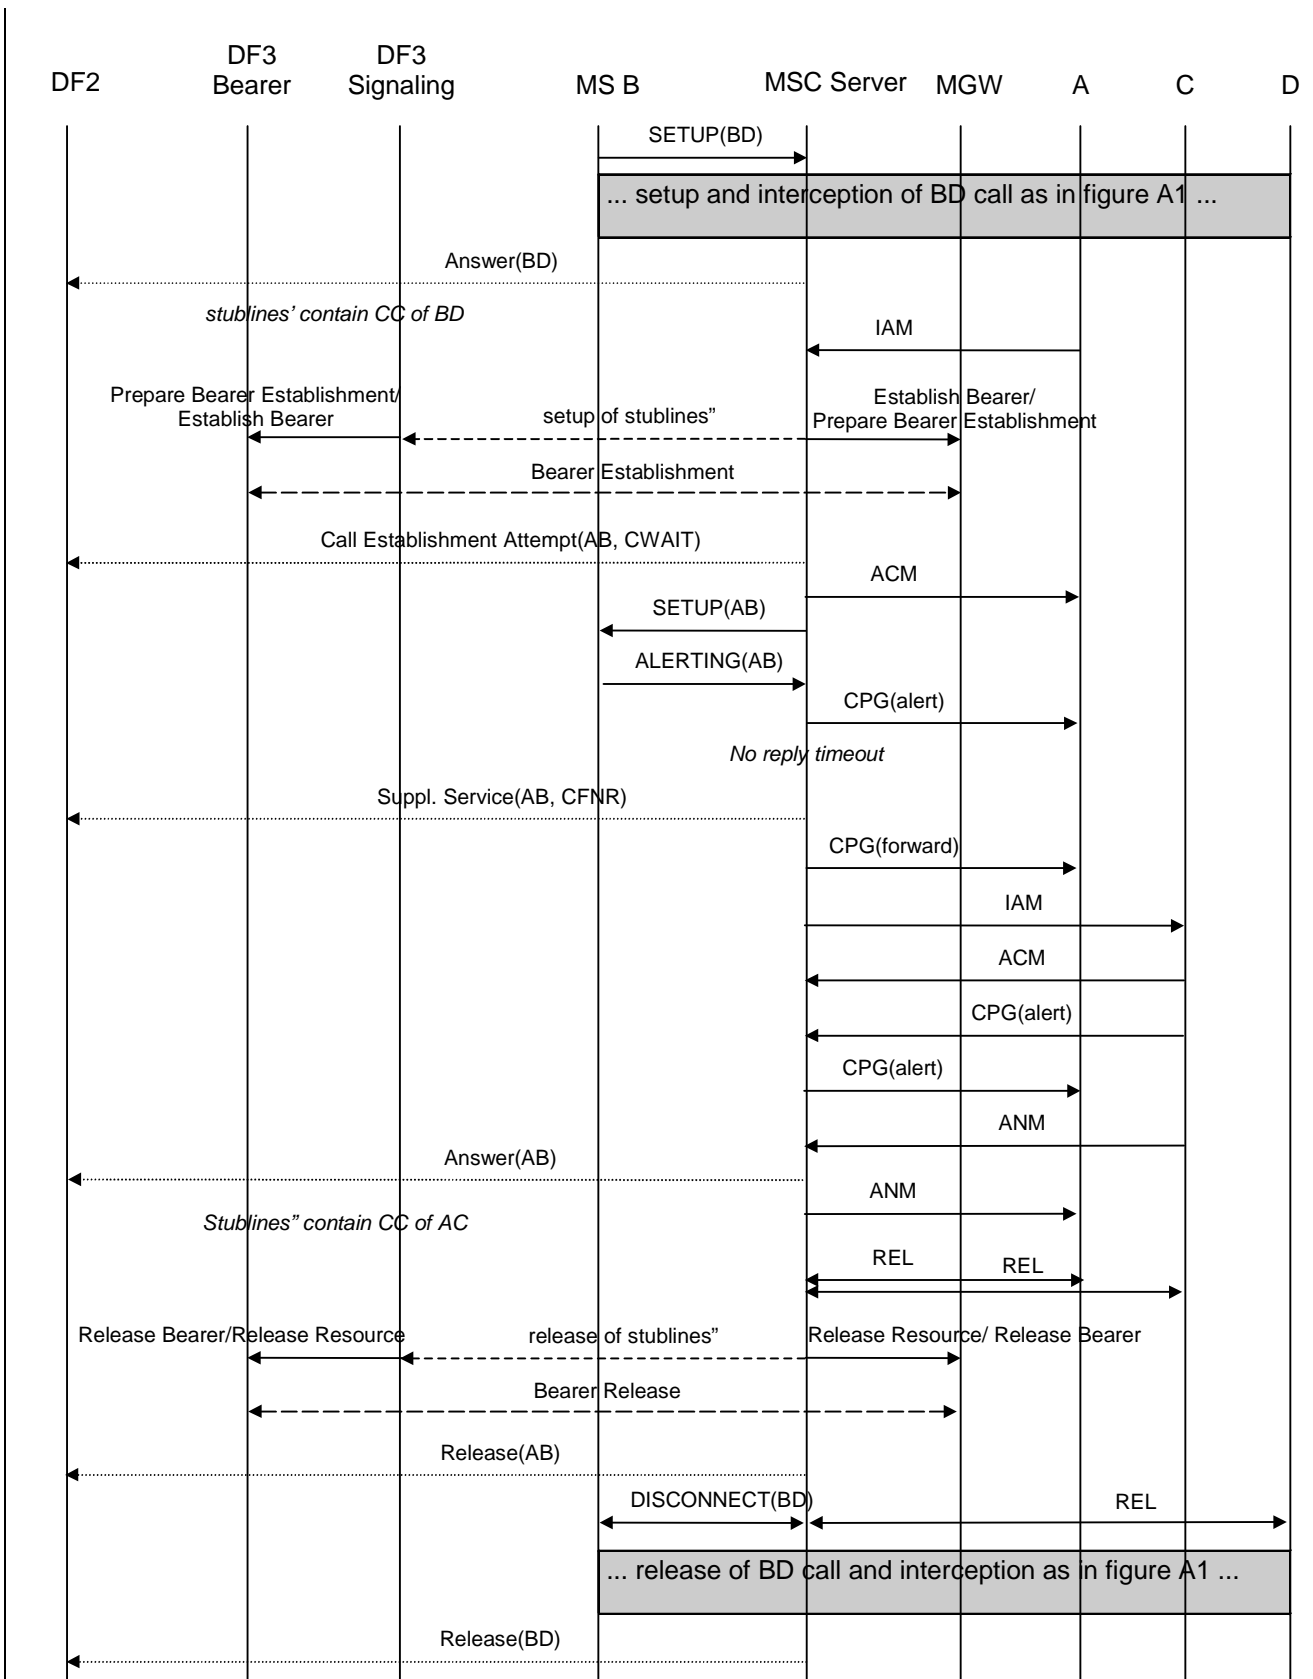 DF3 DF3
DF2 Bearer Signaling MS B MSC Server MGW A C D
SETUP(BD)
... setup and interception of BD call as in figure A1 ...
Answer(BD)
stublines’ contain CC of BD
IAM
Prepare Bearer Establishment/
Establish Bearer
setup of stublines”
Establish Bearer/
Prepare Bearer Establishment
Bearer Establishment
Call Establishment Attempt(AB, CWAIT)
ACM
SETUP(AB)
ALERTING(AB)
CPG(alert)
No reply timeout
Suppl. Service(AB, CFNR)
CPG(forward)
IAM
ACM
CPG(alert)
CPG(alert)
ANM
Answer(AB)
ANM
Stublines” contain CC of AC
REL REL
Release Bearer/Release Resource release of stublines” Release Resource/ Release Bearer
Bearer Release
Release(AB)
DISCONNECT(BD) REL
... release of BD call and interception as in figure A1 ...
Release(BD)